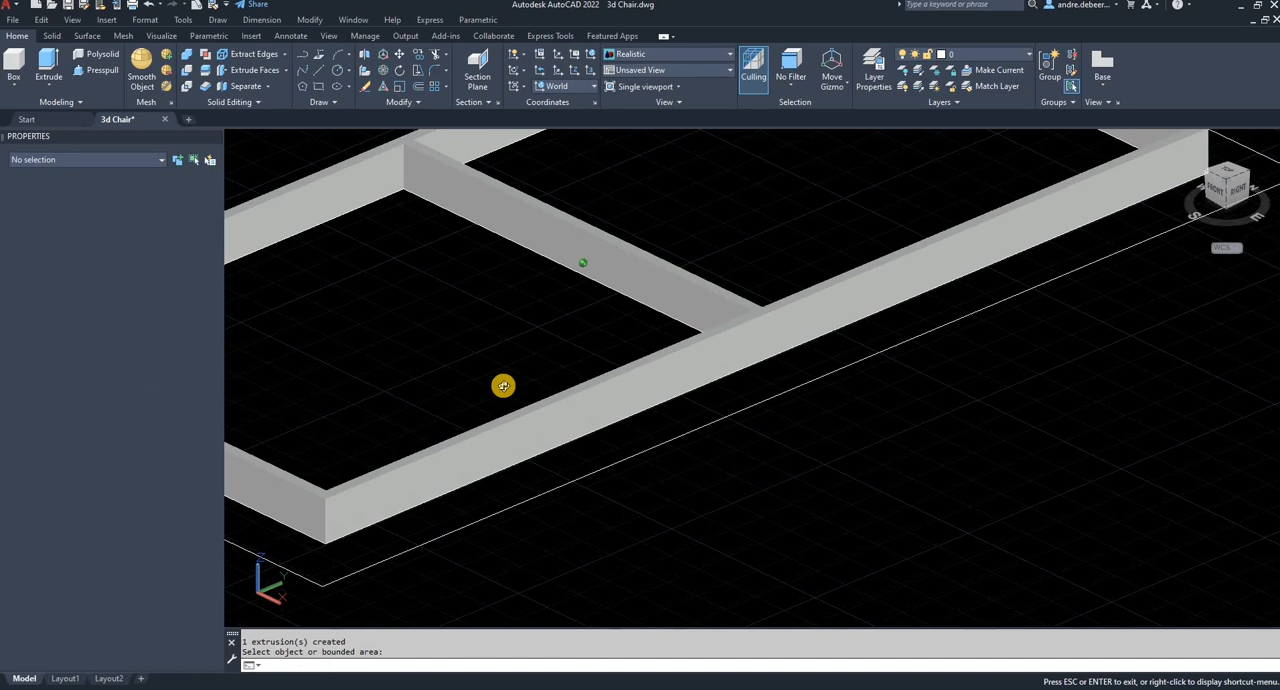 Share
Autodesk AutoCAD 2022 3d Chair.dwg
Type a keyword or phrase
andre.debeer...
File Edit View Insert Format Tools Draw Dimension Modify Window Help Express Parametric
Home Solid Surface Mesh Visualize Parametric Insert Annotate View Manage Output Add-ins Collaborate Express Tools Featured Apps
Polysolid
Extract Edges
Realistic
0
Box
Extrude
Presspull
Smooth
Object
Extrude Faces
Section
Plane
Unsaved View
Culling
No Filter
Move
Gizmo
Layer
Properties
Make Current
Group
Base
Separate
World
Single viewport
Match Layer
Modeling Mesh Solid Editing Draw Modify Section Coordinates View Selection Layers Groups View
Start 3d Chair*
PROPERTIES
No selection
TOP
FRONT RIGHT
S E
WCS
Z
Y
X
1 extrusion(s) created
Select object or bounded area:
Model Layout1 Layout2 +
Press ESC or ENTER to exit, or right-click to display shortcut-menu.